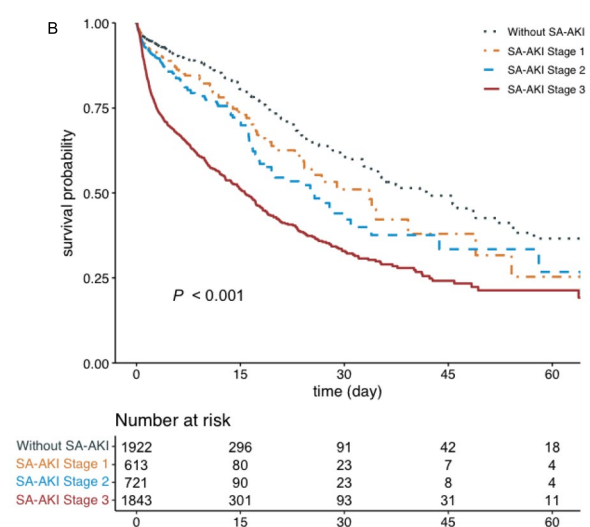 B
Without SA-AKI
SA-AKI Stage 1
SA-AKI Stage 2
SA-AKI Stage 3
survival probability
1.00
0.75
0.50
0.25
0.00
P < 0.001
0 15 30 45 60
time (day)
Number at risk
Without SA-AKI 1922 296 91 42 18
SA-AKI Stage 1 613 80 23 7 4
SA-AKI Stage 2 721 90 23 8 4
SA-AKI Stage 3 1843 301 93 31 11
0 15 30 45 60